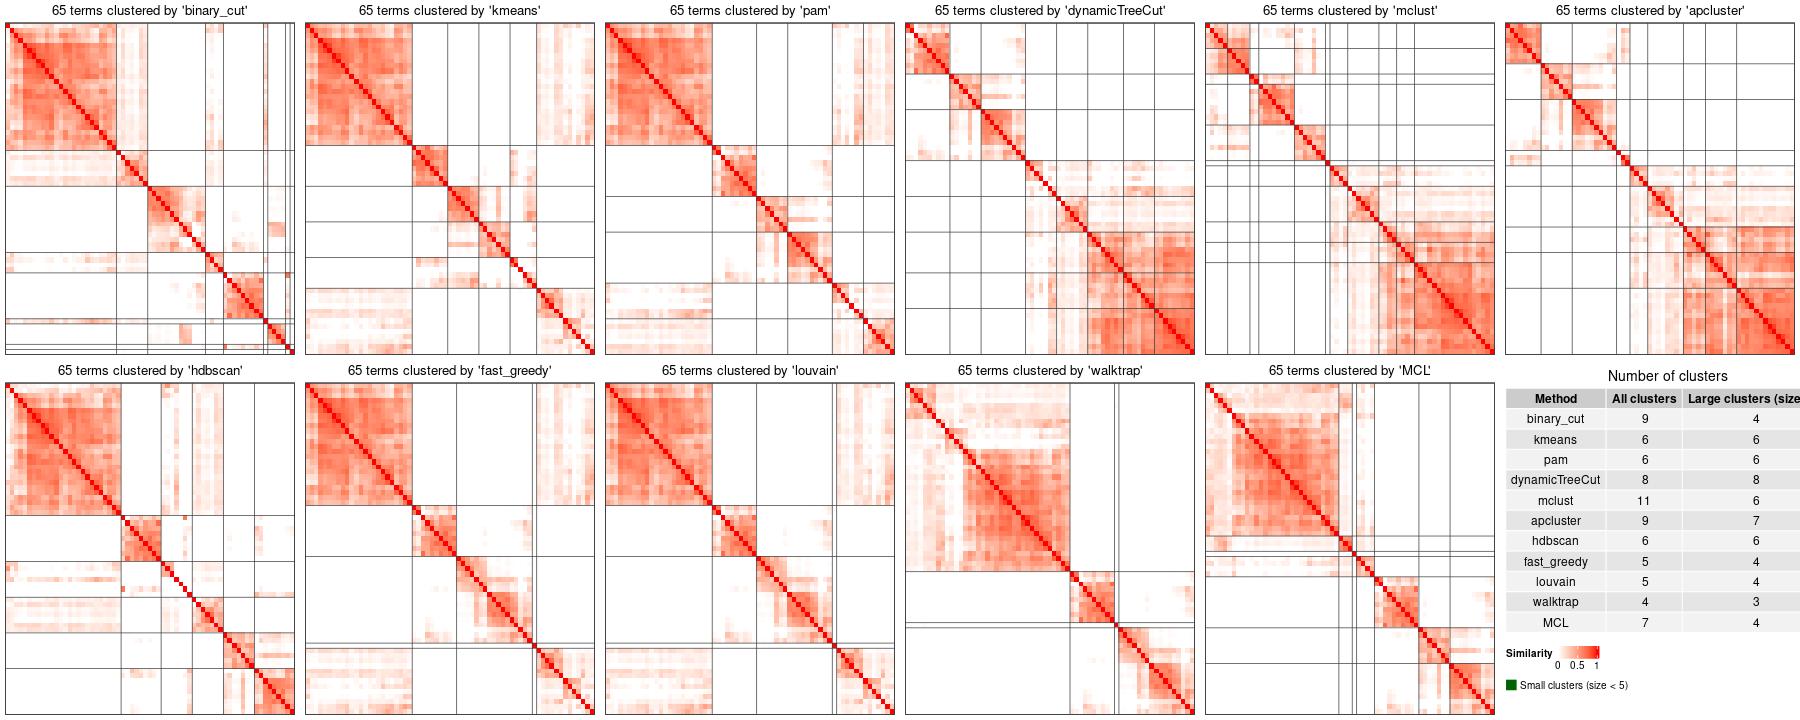 65 terms clustered by 'binary_cut'
65 terms clustered by 'kmeans'
65 terms clustered by 'pam'
65 terms clustered by 'dynamicTreeCut'
65 terms clustered by 'mclust'
65 terms clustered by 'apcluster'
65 terms clustered by 'hdbscan'
65 terms clustered by 'fast_greedy'
65 terms clustered by 'louvain'
65 terms clustered by 'walktrap'
65 terms clustered by 'MCL'
Number of clusters
Method All clusters Large clusters (size
binary_cut 9 4
kmeans 6 6
pam 6 6
dynamicTreeCut 8 8
mclust 11 6
apcluster 9 7
hdbscan 6 6
fast_greedy 5 4
louvain 5 4
walktrap 4 3
MCL 7 4
Similarity
0 0.5 1
Small clusters (size < 5)